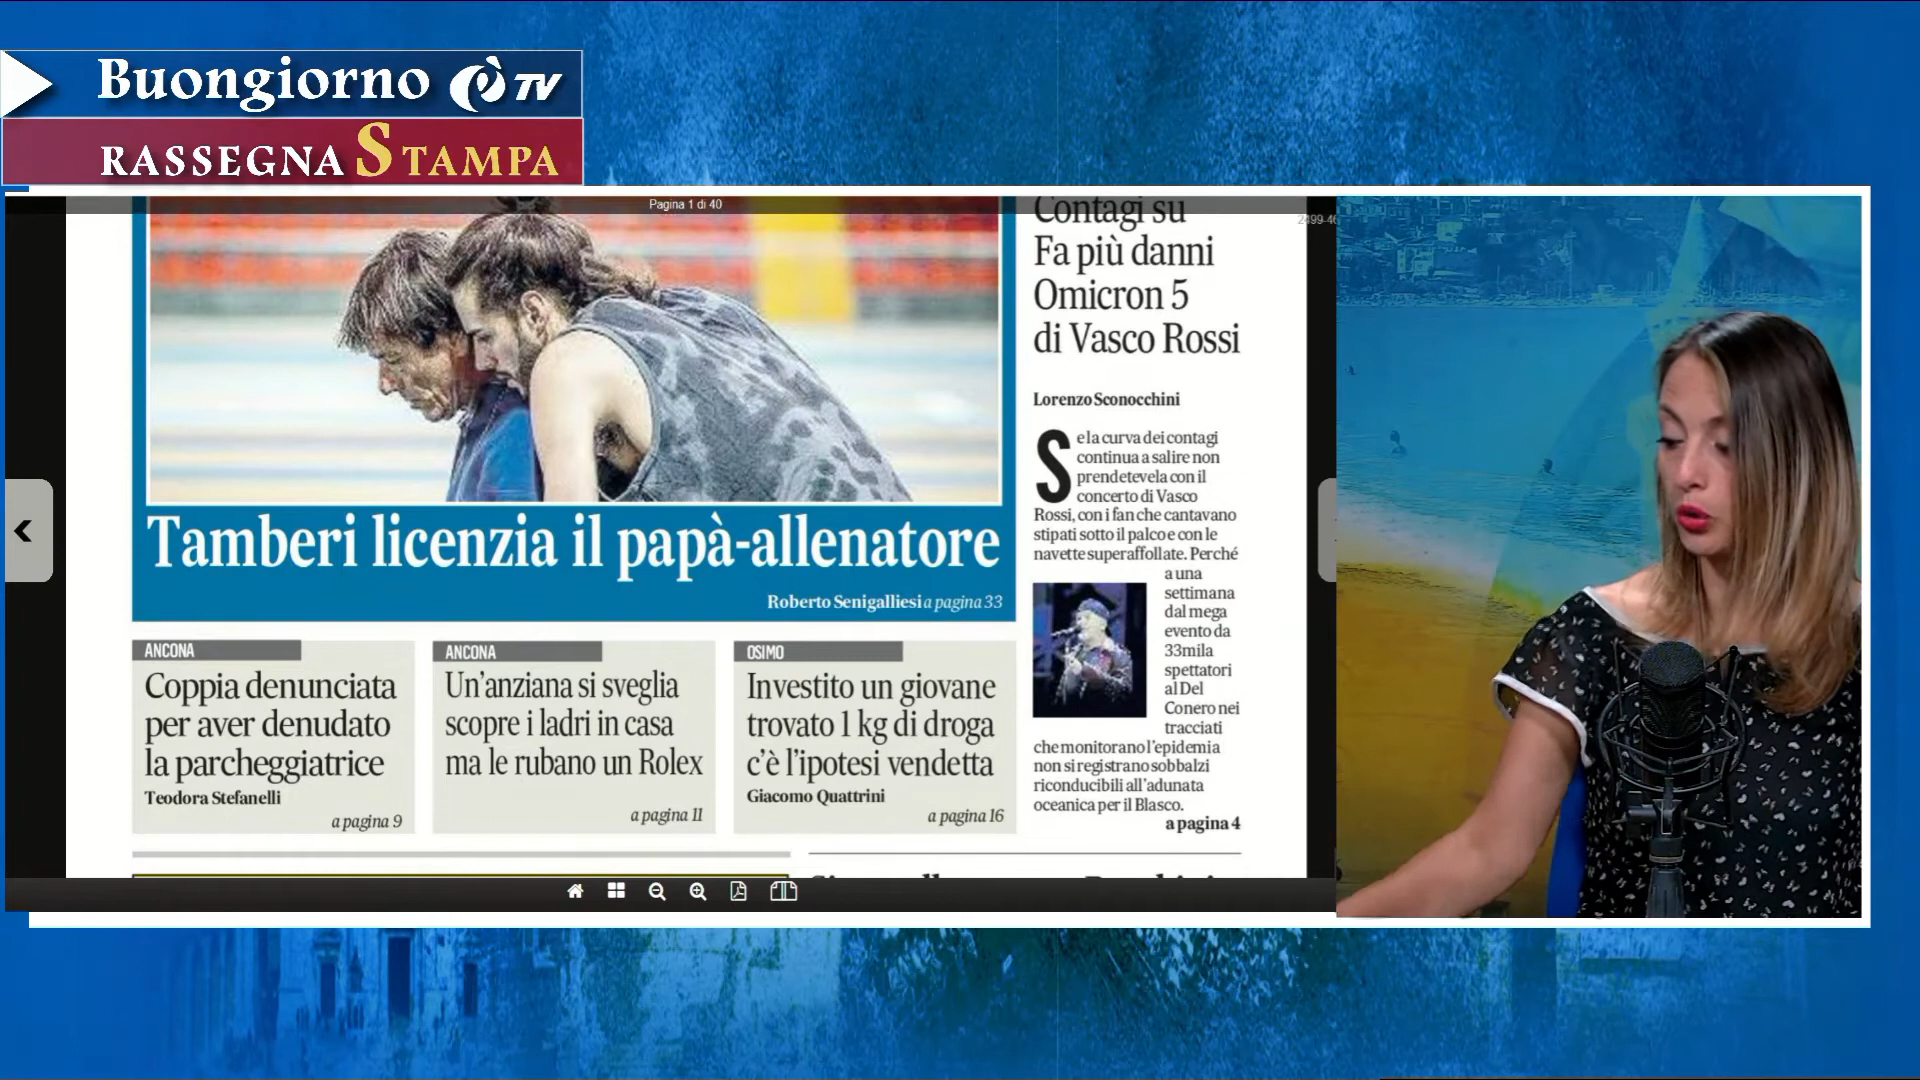 Buongiorno è TV
RASSEGNA STAMPA
Pagina 1 di 40
Tamberi licenzia il papà-allenatore
Roberto Senigalliesi a pagina 33
ANCONA
Coppia denunciata
per aver denudato
la parcheggiatrice
Teodora Stefanelli
a pagina 9
ANCONA
Un'anziana si sveglia
scopre i ladri in casa
ma le rubano un Rolex
a pagina 11
OSIMO
Investito un giovane
trovato 1 kg di droga
c'è l'ipotesi vendetta
Giacomo Quattrini
a pagina 16
Contagi su
Fa più danni
Omicron 5
di Vasco Rossi
Lorenzo Sconocchini
Se la curva dei contagi
continua a salire non
prendetevela con il
concerto di Vasco
Rossi, con i fan che cantavano
stipati sotto il palco e con le
navette superaffollate. Perché
a una
settimana
dal mega
evento da
33mila
spettatori
al Del
Conero nei
tracciati
che monitorano l'epidemia
non si registrano sobbalzi
riconducibili all'adunata
oceanica per il Blasco.
a pagina 4